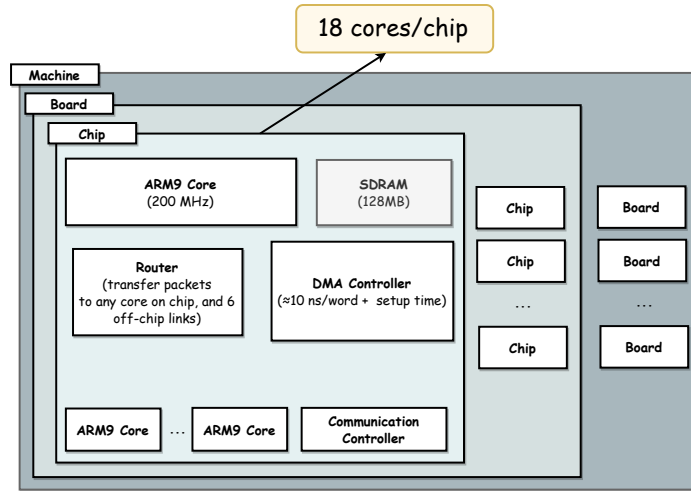 18 cores/chip
Machine
Board
Chip
ARM9 Core
(200 MHz)
SDRAM
(128MB)
Router
(transfer packets
to any core on chip, and 6
off-chip links)
DMA Controller
(≈10 ns/word + setup time)
ARM9 Core
...
ARM9 Core
Communication
Controller
Chip
Chip
...
Chip
Board
Board
...
Board